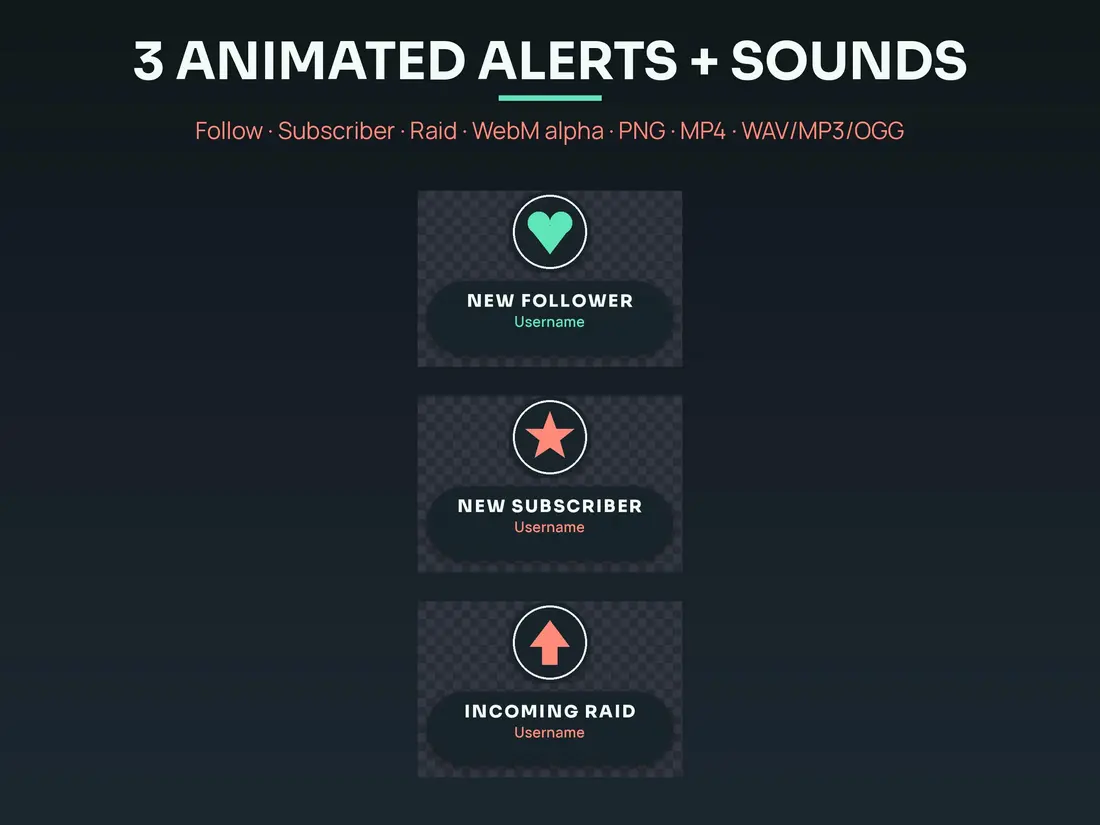 3 ANIMATED ALERTS + SOUNDS
Follow · Subscriber · Raid · WebM alpha · PNG · MP4 · WAV/MP3/OGG
NEW FOLLOWER
Username
NEW SUBSCRIBER
Username
INCOMING RAID
Username